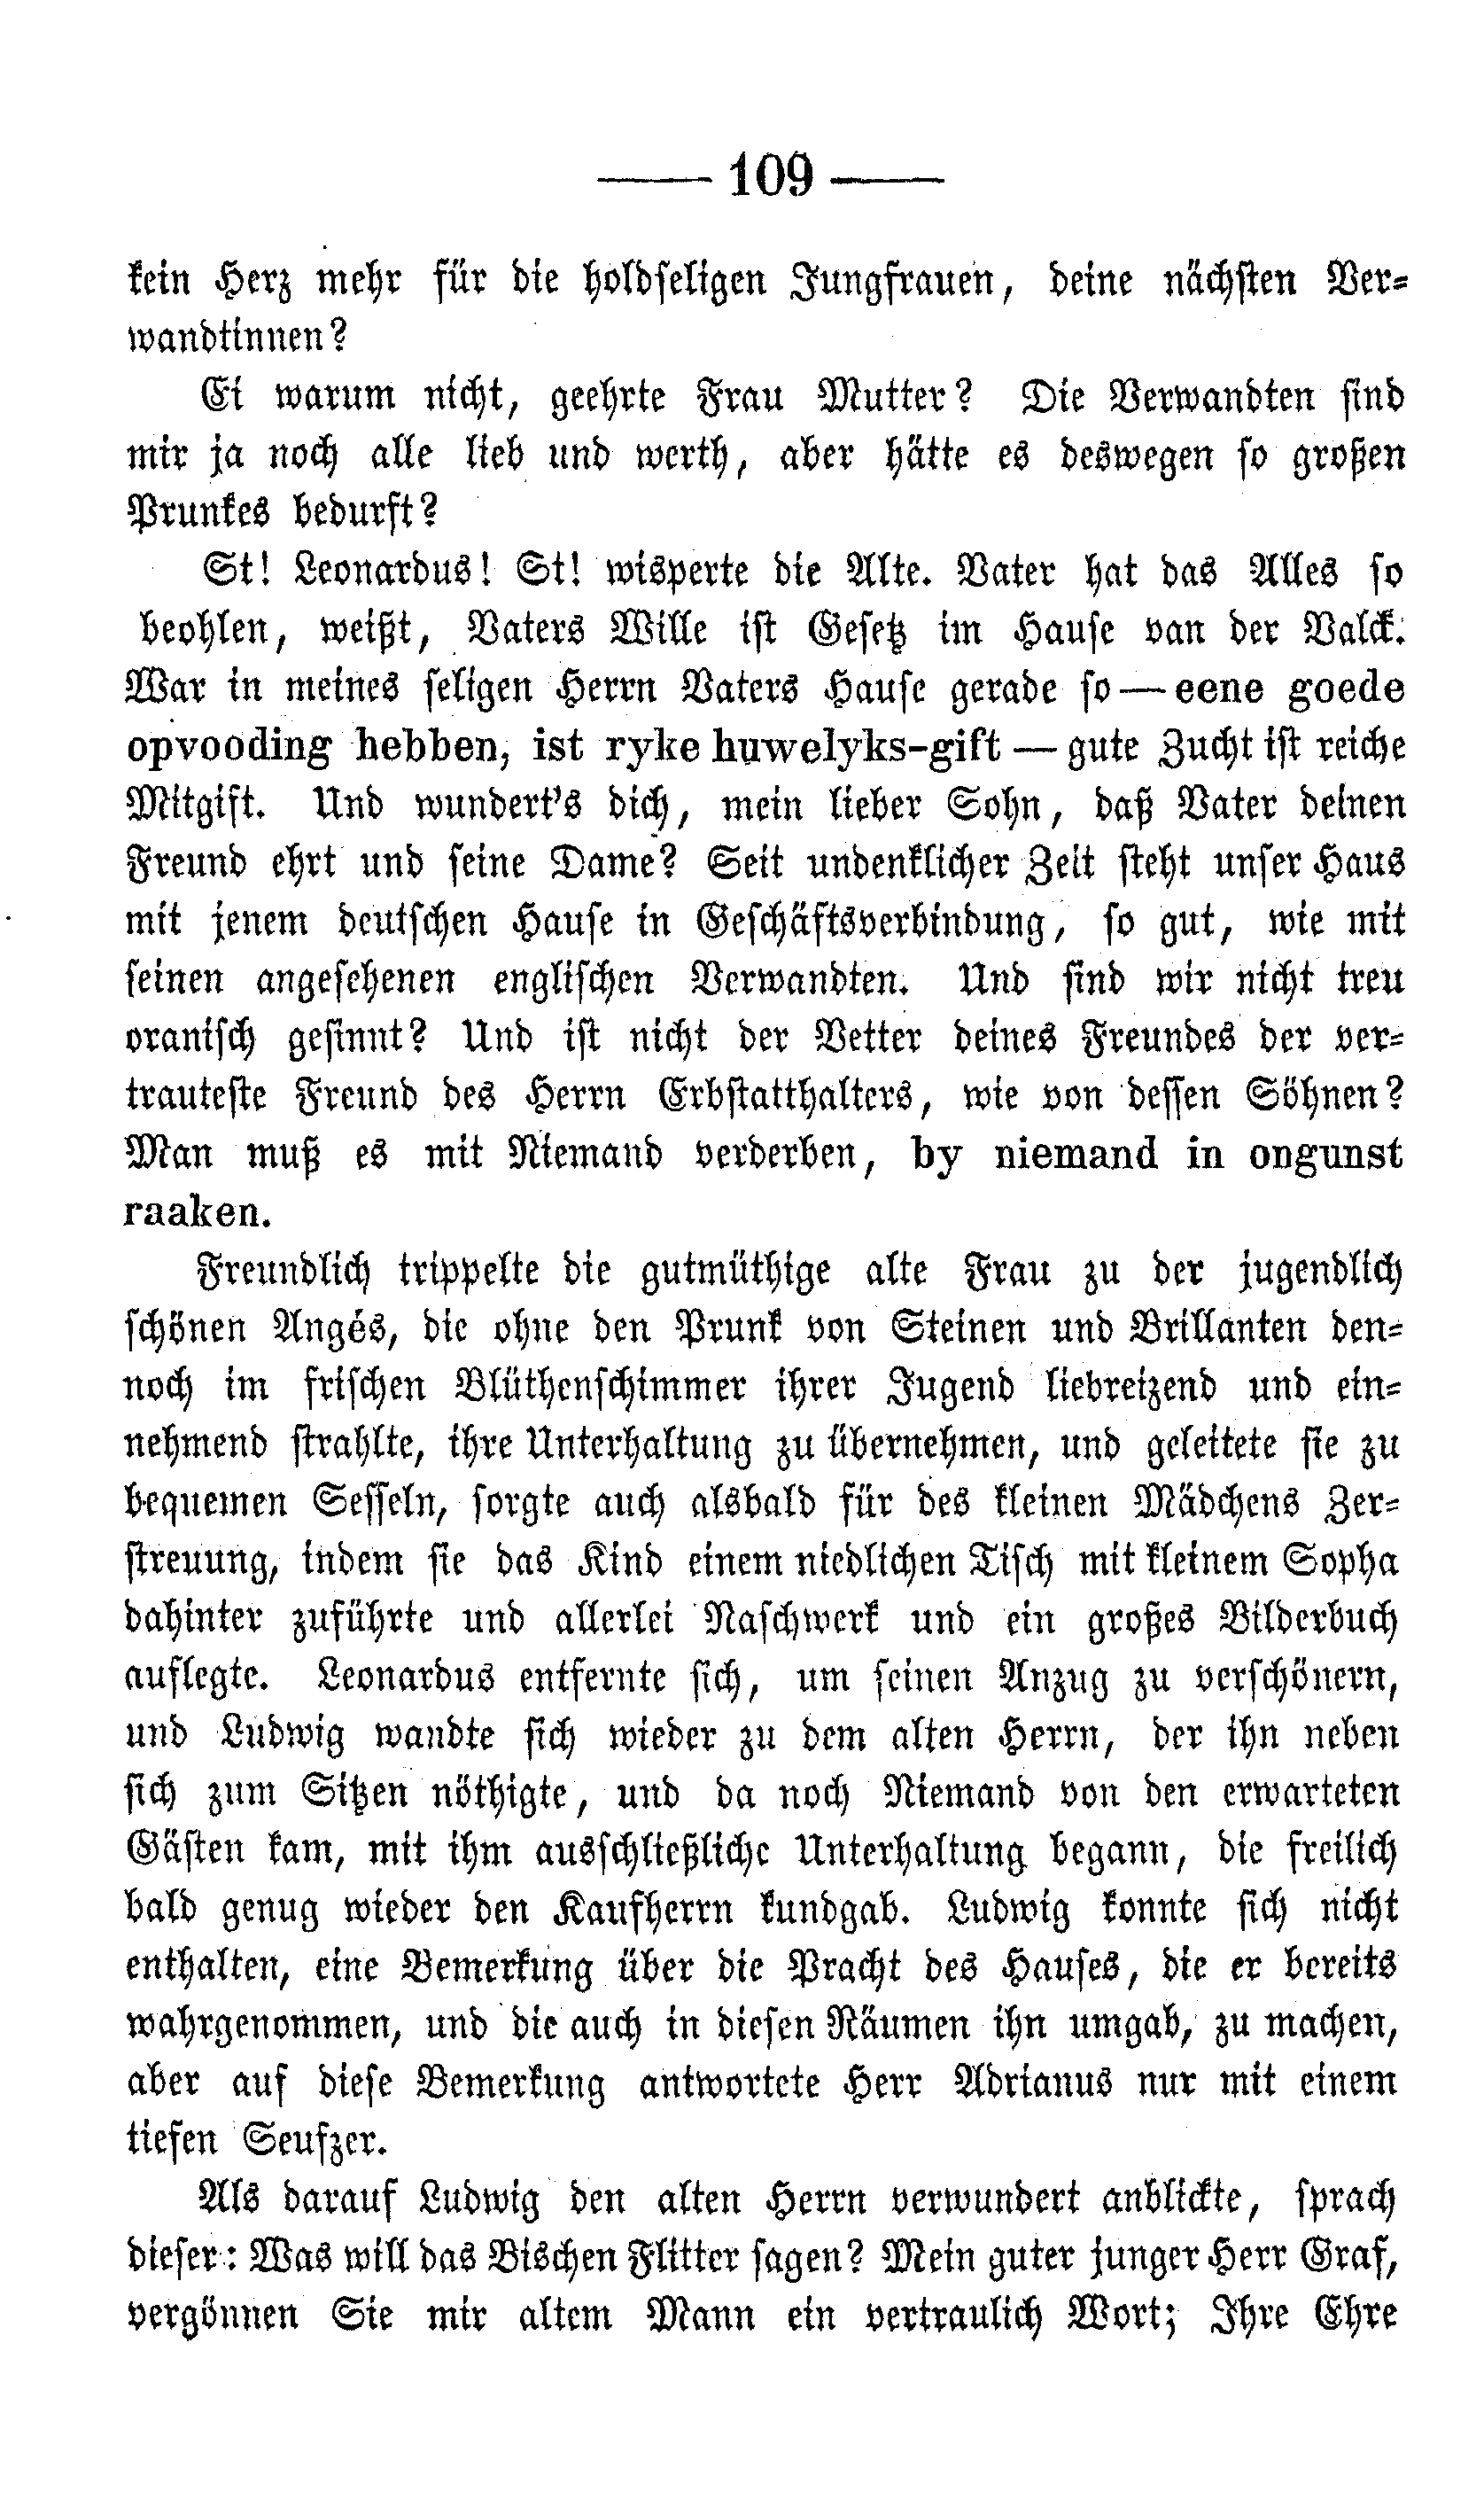 — 109 —
kein Herz mehr für die holdseligen Jungfrauen, deine nächsten Ver-
wandtinnen?
Ei warum nicht, geehrte Frau Mutter? Die Verwandten sind
mir ja noch alle lieb und werth, aber hätte es deswegen so großen
Prunkes bedurft?
St! Leonardus! St! wisperte die Alte. Vater hat das Alles so
beohlen, weißt, Vaters Wille ist Gesetz im Hause van der Valck.
War in meines seligen Herrn Vaters Hause gerade so — eene goede
opvooding hebben, ist ryke huwelyks-gift — gute Zucht ist reiche
Mitgift. Und wundert's dich, mein lieber Sohn, daß Vater deinen
Freund ehrt und seine Dame? Seit undenklicher Zeit steht unser Haus
mit jenem deutschen Hause in Geschäftsverbindung, so gut, wie mit
seinen angesehenen englischen Verwandten. Und sind wir nicht treu
oranisch gesinnt? Und ist nicht der Vetter deines Freundes der ver-
trauteste Freund des Herrn Erbstatthalters, wie von dessen Söhnen?
Man muß es mit Niemand verderben, by niemand in ongunst
raaken.
Freundlich trippelte die gutmüthige alte Frau zu der jugendlich
schönen Angés, die ohne den Prunk von Steinen und Brillanten den-
noch im frischen Blüthenschimmer ihrer Jugend liebreizend und ein-
nehmend strahlte, ihre Unterhaltung zu übernehmen, und geleitete sie zu
bequemen Sesseln, sorgte auch alsbald für des kleinen Mädchens Zer-
streuung, indem sie das Kind einem niedlichen Tisch mit kleinem Sopha
dahinter zuführte und allerlei Naschwerk und ein großes Bilderbuch
auflegte. Leonardus entfernte sich, um seinen Anzug zu verschönern,
und Ludwig wandte sich wieder zu dem alten Herrn, der ihn neben
sich zum Sitzen nöthigte, und da noch Niemand von den erwarteten
Gästen kam, mit ihm ausschließliche Unterhaltung begann, die freilich
bald genug wieder den Kaufherrn kundgab. Ludwig konnte sich nicht
enthalten, eine Bemerkung über die Pracht des Hauses, die er bereits
wahrgenommen, und die auch in diesen Räumen ihn umgab, zu machen,
aber auf diese Bemerkung antwortete Herr Adrianus nur mit einem
tiefen Seufzer.
Als darauf Ludwig den alten Herrn verwundert anblickte, sprach
dieser: Was will das Bischen Flitter sagen? Mein guter junger Herr Graf,
vergönnen Sie mir altem Mann ein vertraulich Wort; Ihre Ehre